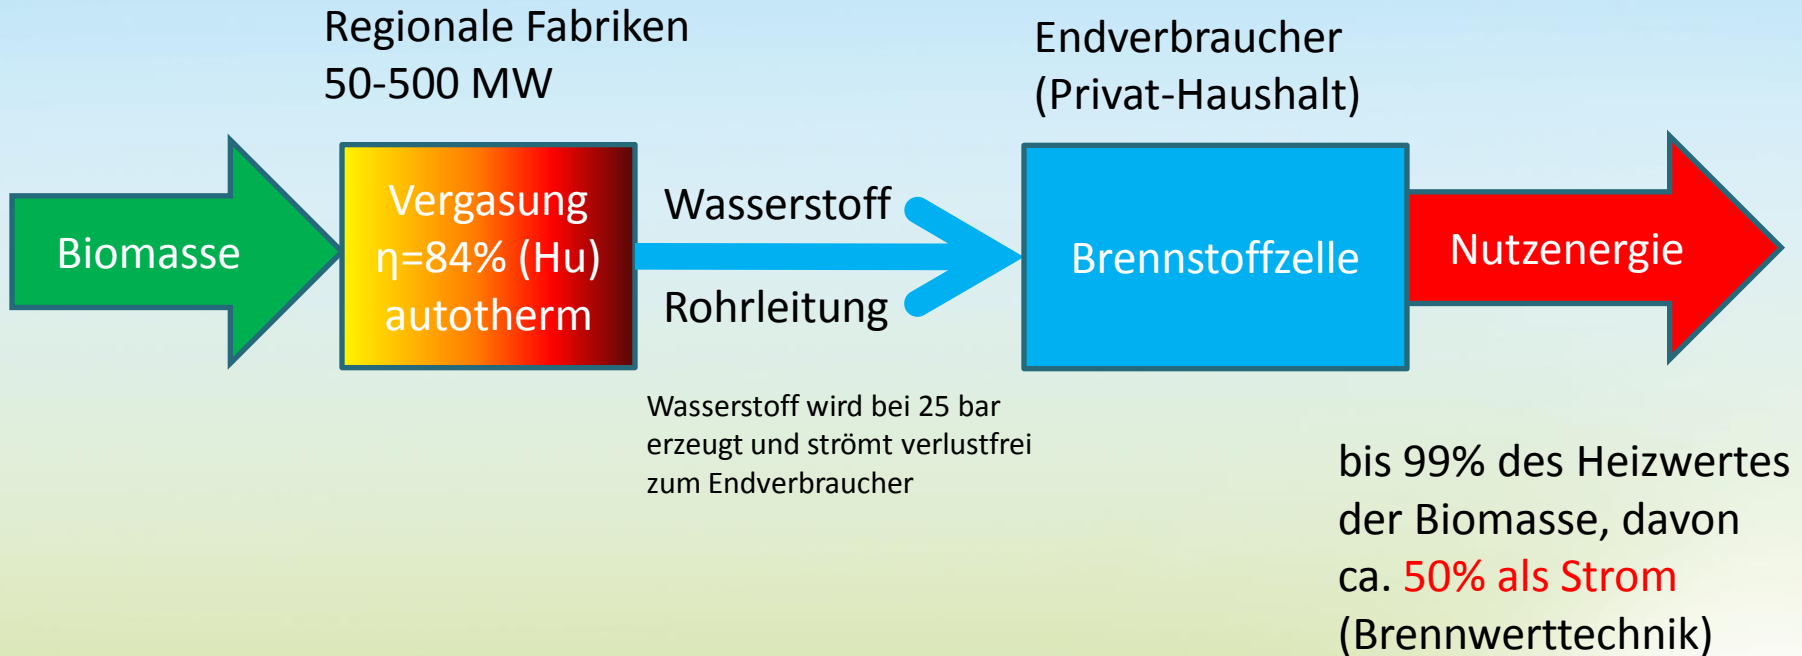 Regionale Fabriken
50-500 MW
Endverbraucher
(Privat-Haushalt)
Biomasse
Vergasung
η=84% (Hu)
autotherm
Wasserstoff
Rohrleitung
Brennstoffzelle
Nutzenergie
Wasserstoff wird bei 25 bar
erzeugt und strömt verlustfrei
zum Endverbraucher
bis 99% des Heizwertes
der Biomasse, davon
ca. 50% als Strom
(Brennwerttechnik)